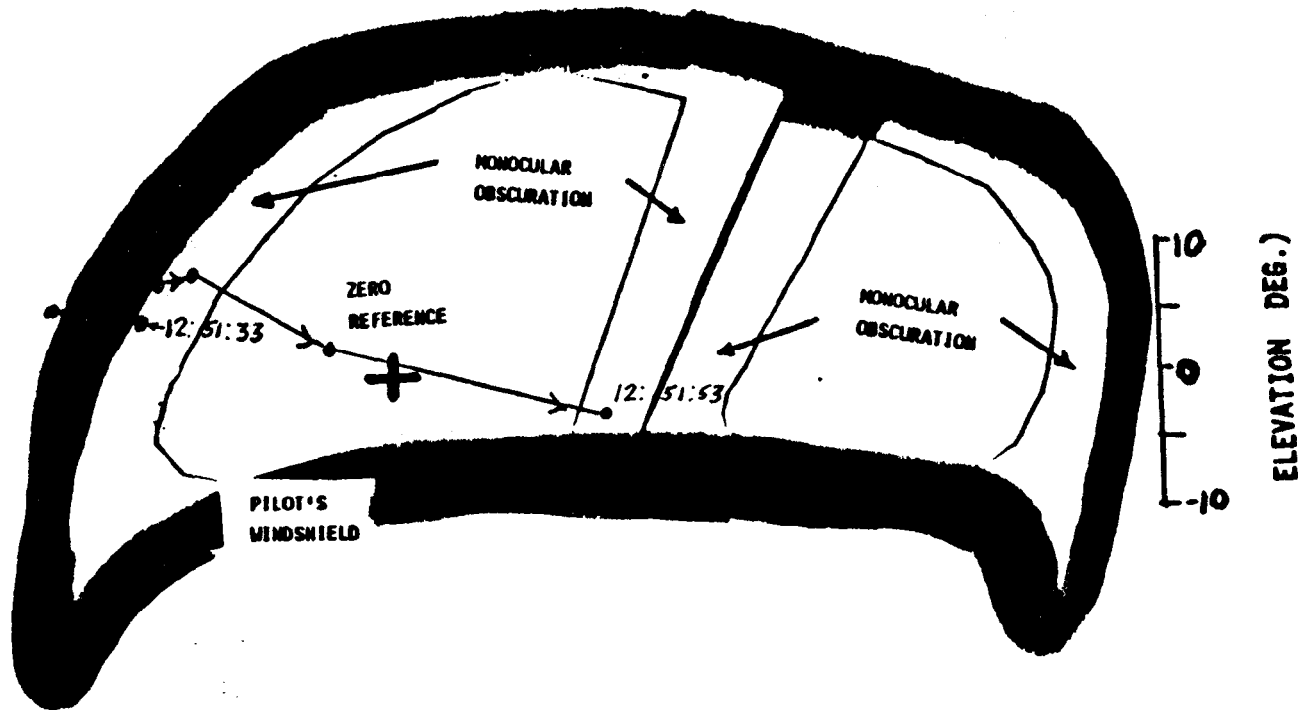 MONOCULAR
OBSCURATION
10
ZERO
REFERENCE
12:51:33
MONOCULAR
OBSCURATION
0
12:51:53
-10
ELEVATION DEG.)
PILOT'S
WINDSHIELD